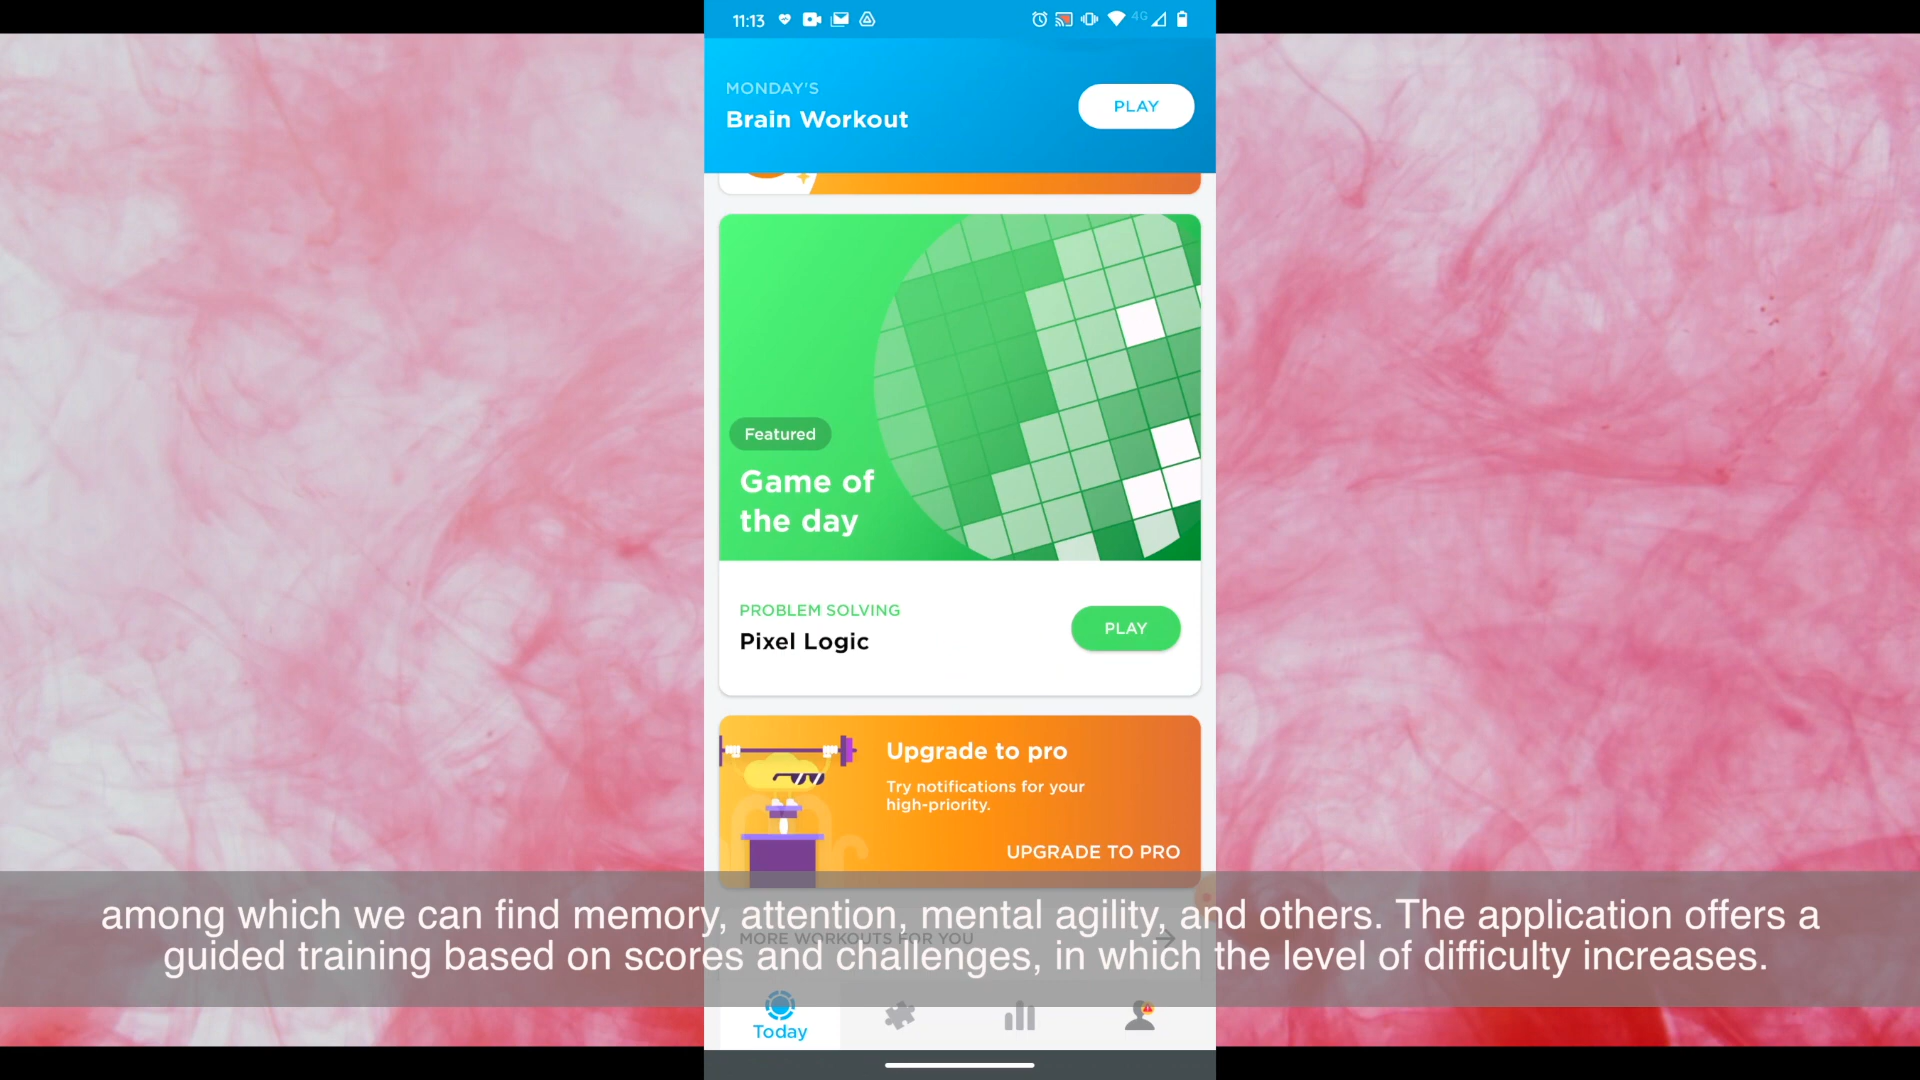 11:13
4G
MONDAY'S
Brain Workout
PLAY
Featured
Game of
the day
PROBLEM SOLVING
Pixel Logic
PLAY
Upgrade to pro
Try notifications for your
high-priority.
UPGRADE TO PRO
MORE WORKOUTS FOR YOU
among which we can find memory, attention, mental agility, and others. The application offers a
guided training based on scores and challenges, in which the level of difficulty increases.
Today